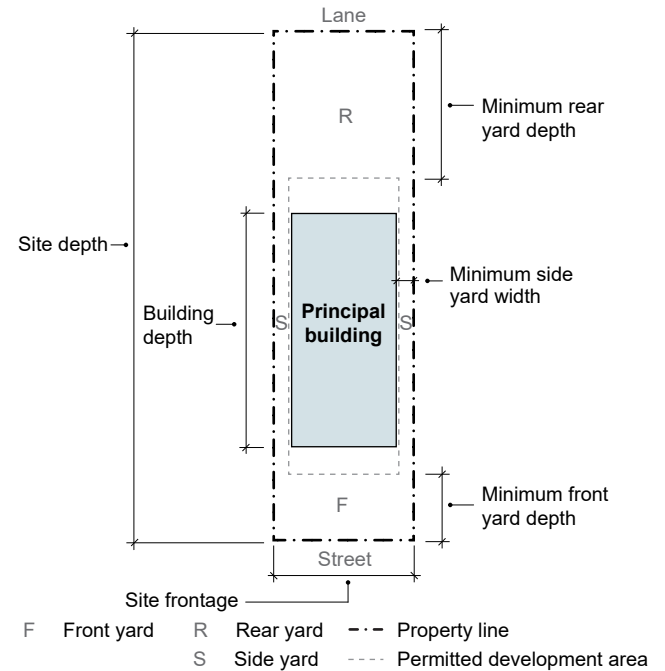 Lane
R
Minimum rear
yard depth
Site depth
Minimum side
yard width
Building
depth
S
Principal
building
S
Minimum front
yard depth
F
Street
Site frontage
F Front yard R Rear yard Property line
S Side yard Permitted development area